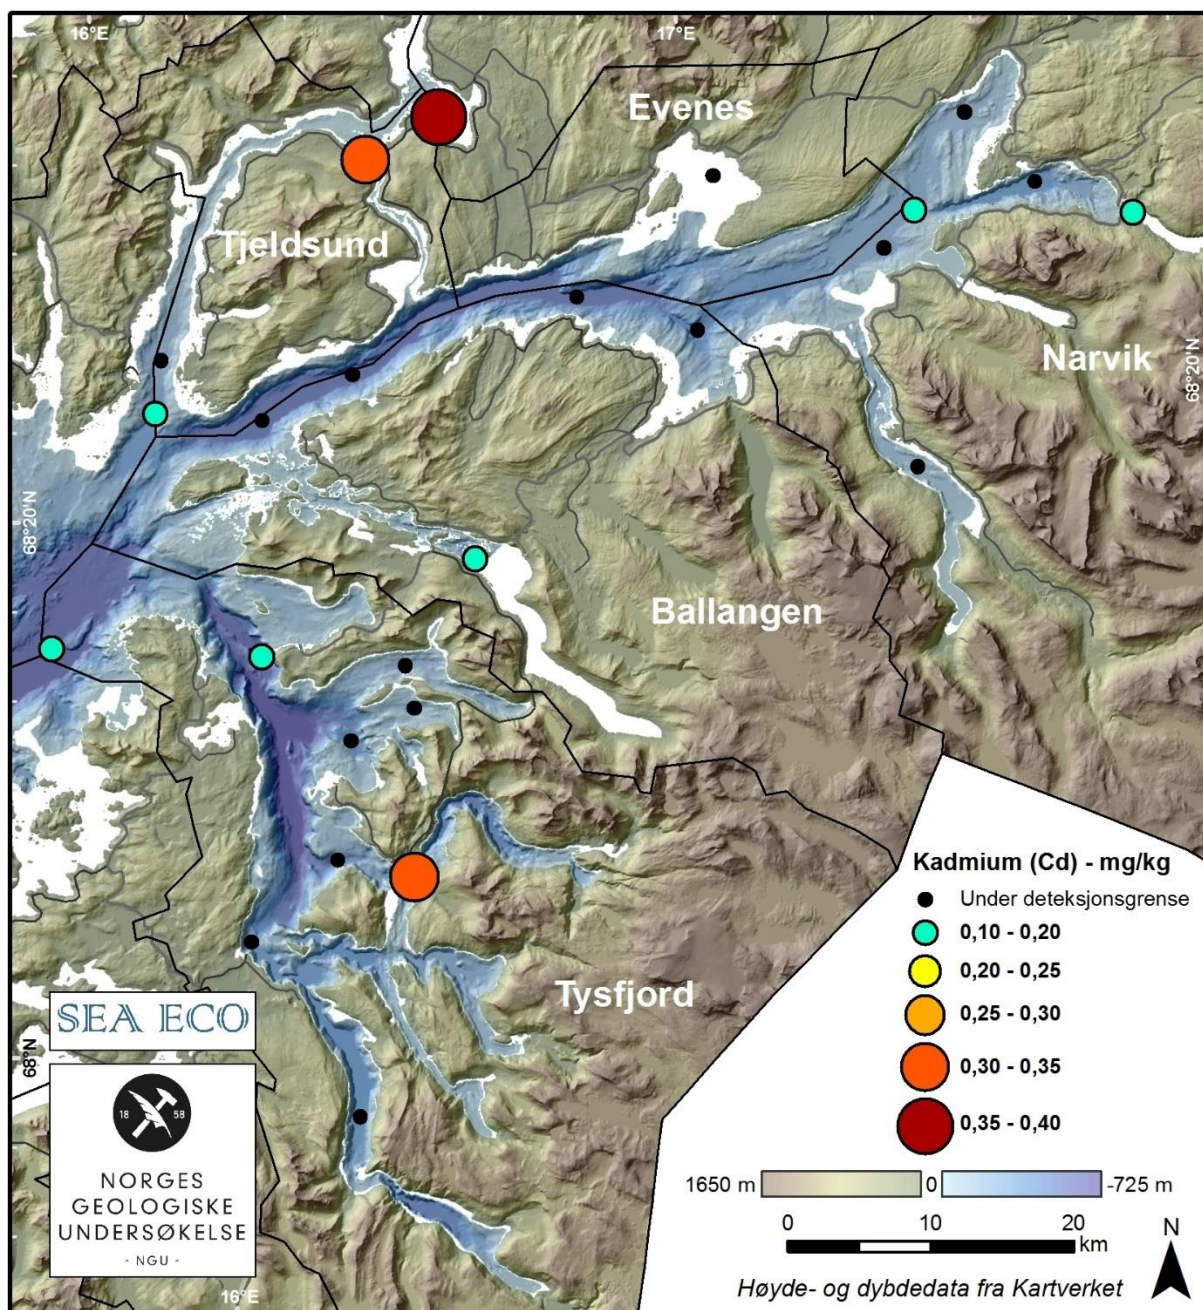 16°E
17°E
Evenes
Tjeldsund
Narvik
68°20'N
68°20'N
Ballangen
Kadmium (Cd) - mg/kg
Under deteksjonsgrense
0,10 - 0,20
0,20 - 0,25
0,25 - 0,30
0,30 - 0,35
0,35 - 0,40
Tysfjord
SEA ECO
68°N
18 58
NORGES
GEOLOGISKE
UNDERSØKELSE
- NGU -
1650 m 0 -725 m
0 10 20
km
N
Høyde- og dybdedata fra Kartverket
16°E